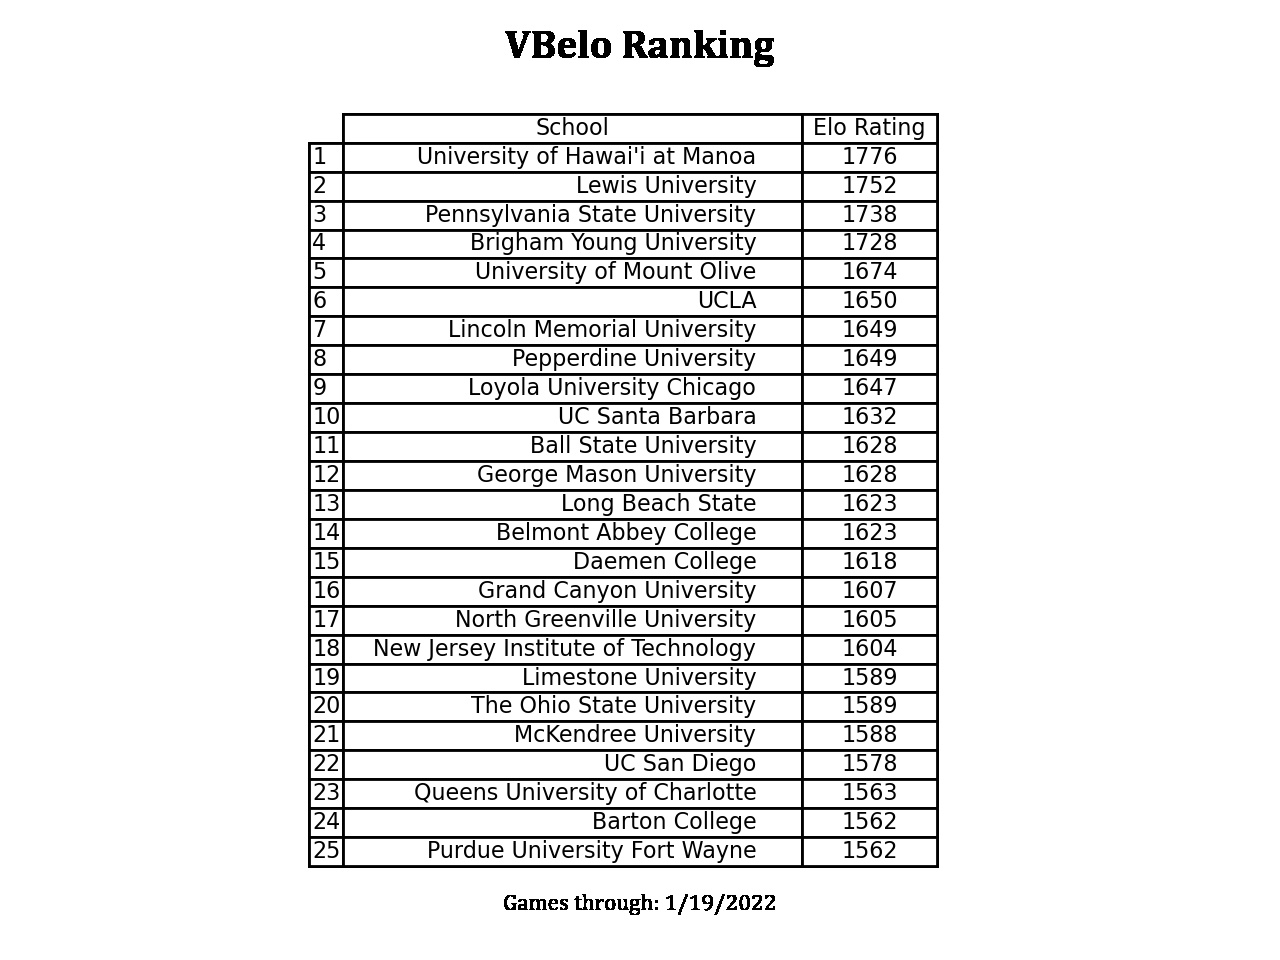 VBelo Ranking
School Elo Rating
1 University of Hawai'i at Manoa 1776
2 Lewis University 1752
3 Pennsylvania State University 1738
4 Brigham Young University 1728
5 University of Mount Olive 1674
6 UCLA 1650
7 Lincoln Memorial University 1649
8 Pepperdine University 1649
9 Loyola University Chicago 1647
10 UC Santa Barbara 1632
11 Ball State University 1628
12 George Mason University 1628
13 Long Beach State 1623
14 Belmont Abbey College 1623
15 Daemen College 1618
16 Grand Canyon University 1607
17 North Greenville University 1605
18 New Jersey Institute of Technology 1604
19 Limestone University 1589
20 The Ohio State University 1589
21 McKendree University 1588
22 UC San Diego 1578
23 Queens University of Charlotte 1563
24 Barton College 1562
25 Purdue University Fort Wayne 1562
Games through: 1/19/2022